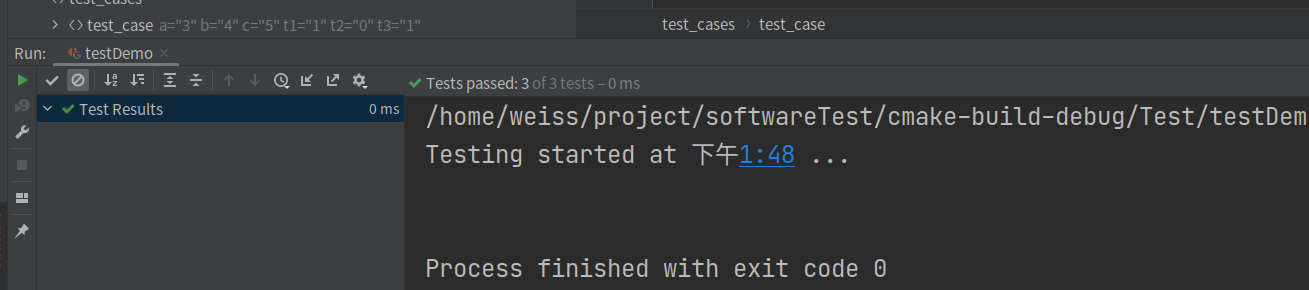 test_cases
test_case a="3" b="4" c="5" t1="1" t2="0" t3="1"
test_cases > test_case
Run: testDemo ×
Tests passed: 3 of 3 tests – 0 ms
Test Results 0 ms
/home/weiss/project/softwareTest/cmake-build-debug/Test/testDem
Testing started at 下午1:48 ...
Process finished with exit code 0